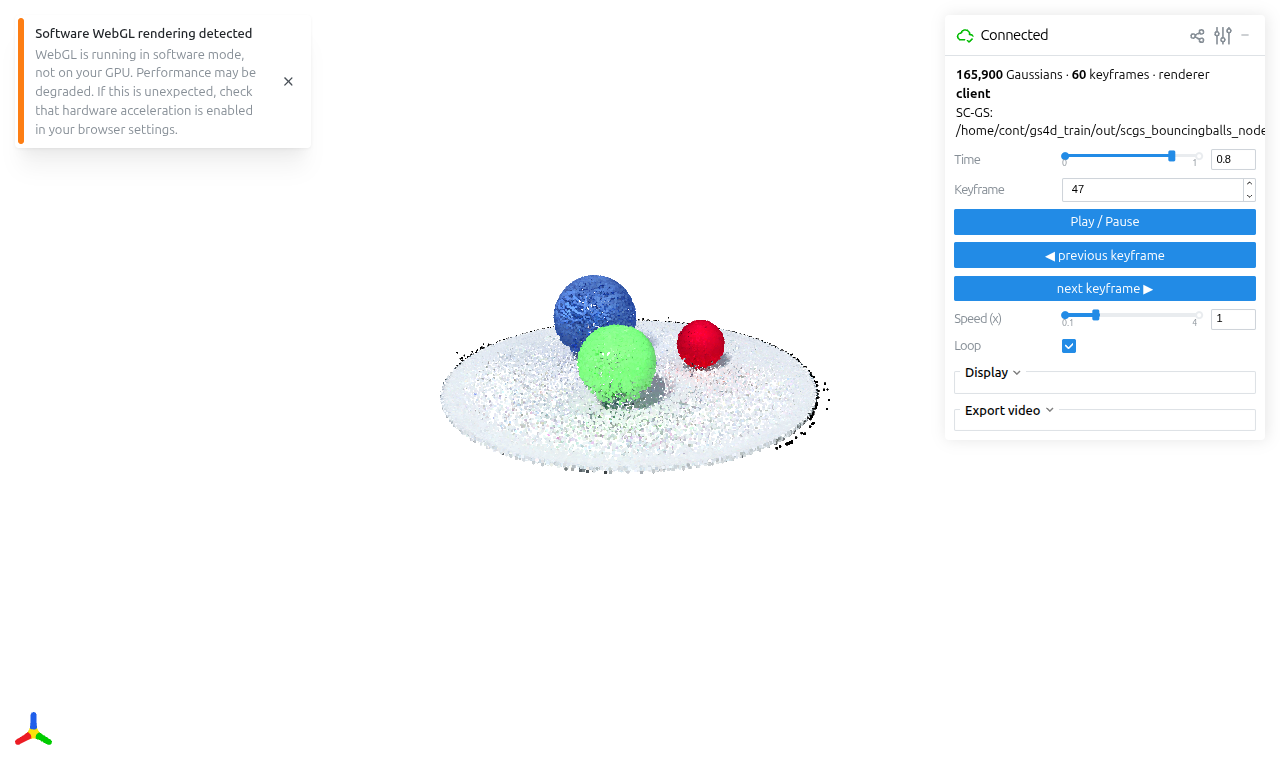 Software WebGL rendering detected
WebGL is running in software mode,
not on your GPU. Performance may be
degraded. If this is unexpected, check
that hardware acceleration is enabled
in your browser settings.
Connected
165,900 Gaussians · 60 keyframes · renderer
client
SC-GS:
/home/cont/gs4d_train/out/scgs_bouncingballs_node
Time
0
1
0.8
Keyframe
47
Play / Pause
◀ previous keyframe
next keyframe ▶
Speed (x)
0.1
4
1
Loop
Display
Export video